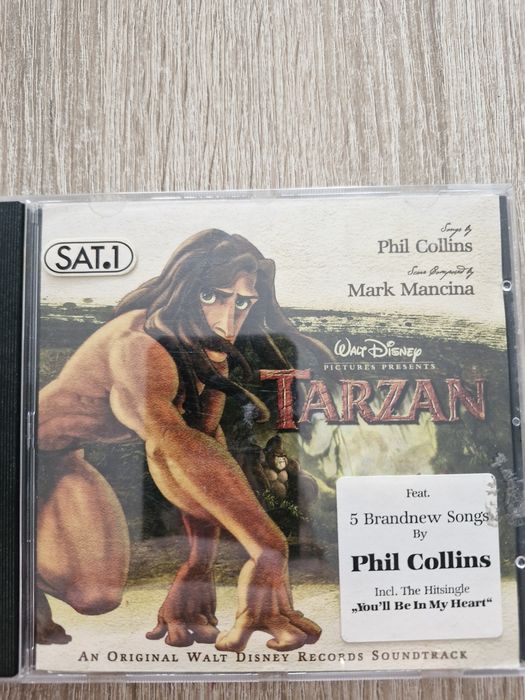 SAT.1
Songs by
Phil Collins
Score Composed by
Mark Mancina
WALT DISNEY
PICTURES PRESENTS
TARZAN
Feat.
5 Brandnew Songs
By
Phil Collins
Incl. The Hitsingle
„You'll Be In My Heart“
AN ORIGINAL WALT DISNEY RECORDS SOUNDTRACK